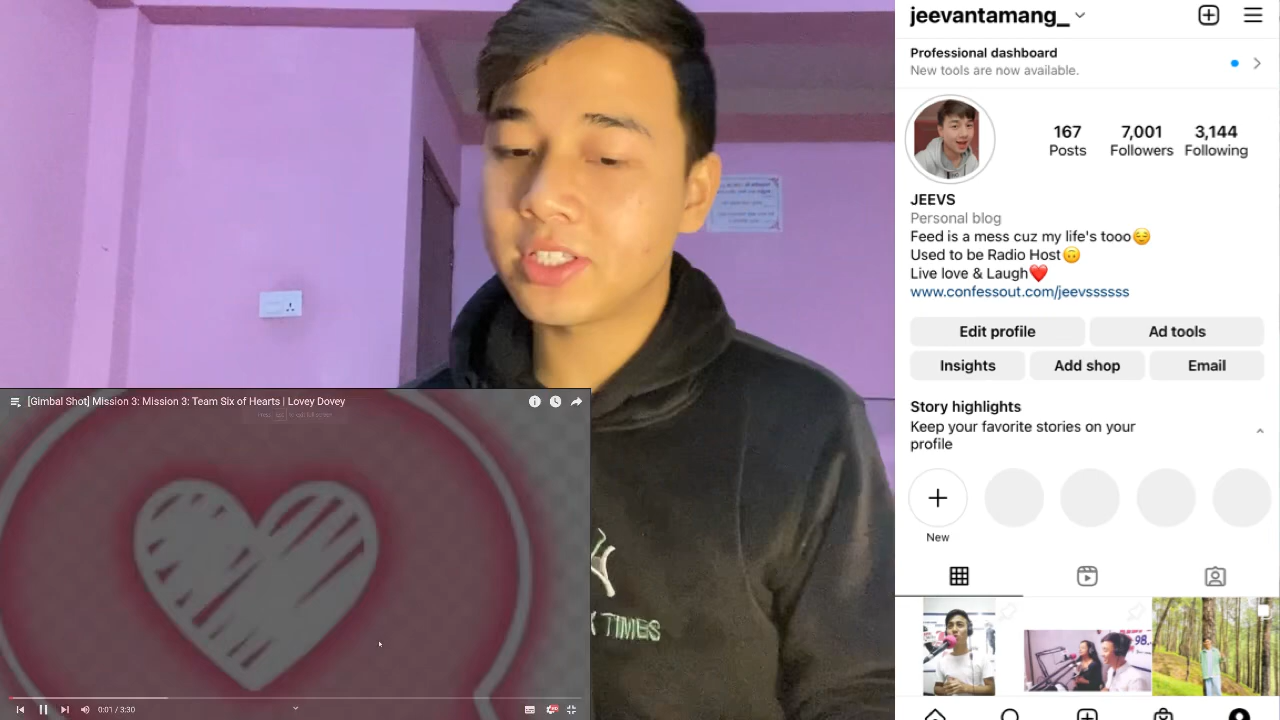 [Gimbal Shot] Mission 3: Mission 3: Team Six of Hearts | Lovey Dovey
0:01 / 3:30
TIMES
jeevantamang_
Professional dashboard
New tools are now available.
167
Posts
7,001
Followers
3,144
Following
JEEVS
Personal blog
Feed is a mess cuz my life's tooo😌
Used to be Radio Host🙃
Live love & Laugh❤️
www.confessout.com/jeevssssss
Edit profile
Ad tools
Insights
Add shop
Email
Story highlights
Keep your favorite stories on your
profile
New
98.